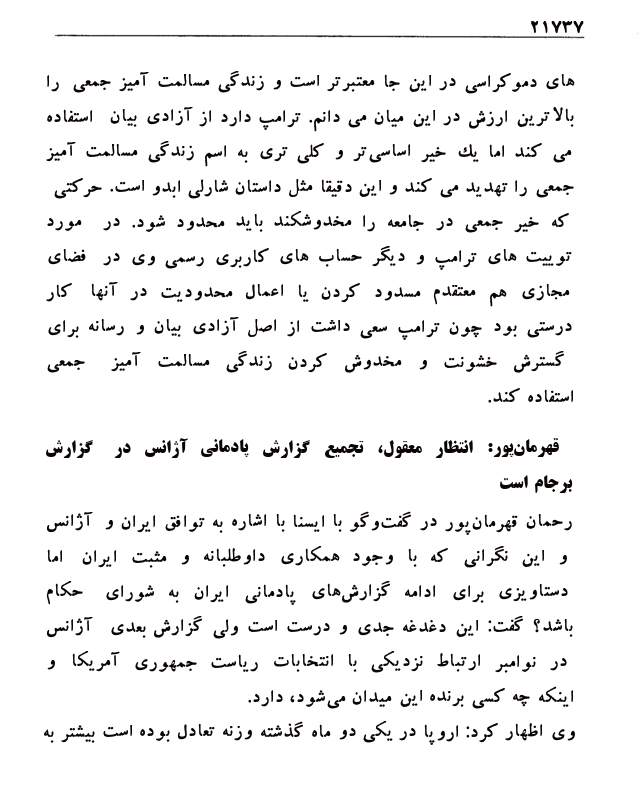 ۲۱۷۳۷
های دموکراسی در این جا معتبرتر است و زندگی مسالمت آمیز جمعی را
بالاترین ارزش در این میان می دانم. ترامپ دارد از آزادی بیان استفاده
می کند اما یك خیر اساسی‌تر و کلی تری به اسم زندگی مسالمت آمیز
جمعی را تهدید می کند و این دقیقا مثل داستان شارلی ابدو است. حرکتی
که خیر جمعی در جامعه را مخدوشکند باید محدود شود. در مورد
توییت های ترامپ و دیگر حساب های کاربری رسمی وی در فضای
مجازی هم معتقدم مسدود کردن یا اعمال محدودیت در آنها کار
درستی بود چون ترامپ سعی داشت از اصل آزادی بیان و رسانه برای
گسترش خشونت و مخدوش کردن زندگی مسالمت آمیز جمعی
استفاده کند.
قهرمان‌پور: انتظار معقول، تجمیع گزارش پادمانی آژانس در گزارش
برجام است
رحمان قهرمان‌پور در گفت‌وگو با ایسنا با اشاره به توافق ایران و آژانس
و این نگرانی که با وجود همکاری داوطلبانه و مثبت ایران اما
دستاویزی برای ادامه گزارش‌های پادمانی ایران به شورای حکام
باشد؟ گفت: این دغدغه جدی و درست است ولی گزارش بعدی آژانس
در نوامبر ارتباط نزدیکی با انتخابات ریاست جمهوری آمریکا و
اینکه چه کسی برنده این میدان می‌شود، دارد.
وی اظهار کرد: اروپا در یکی دو ماه گذشته وزنه تعادل بوده است بیشتر به